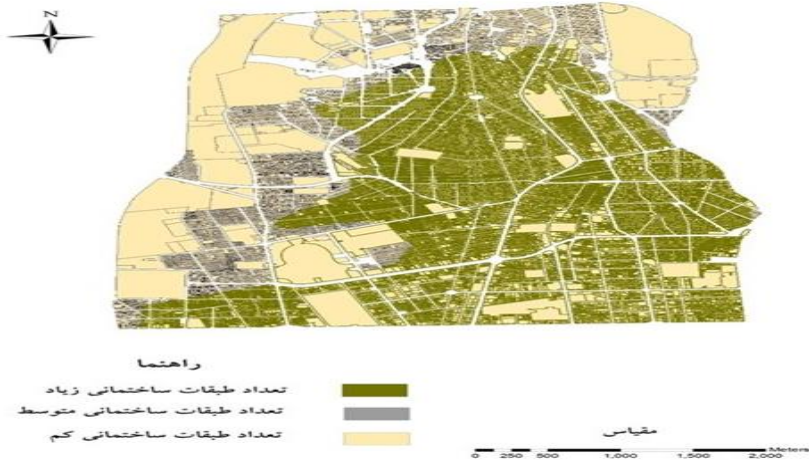 N
راهنما
تعداد طبقات ساختمانی زیاد
تعداد طبقات ساختمانی متوسط
تعداد طبقات ساختمانی کم
مقیاس
Meters
0 250 500 1,000 1,500 2,000